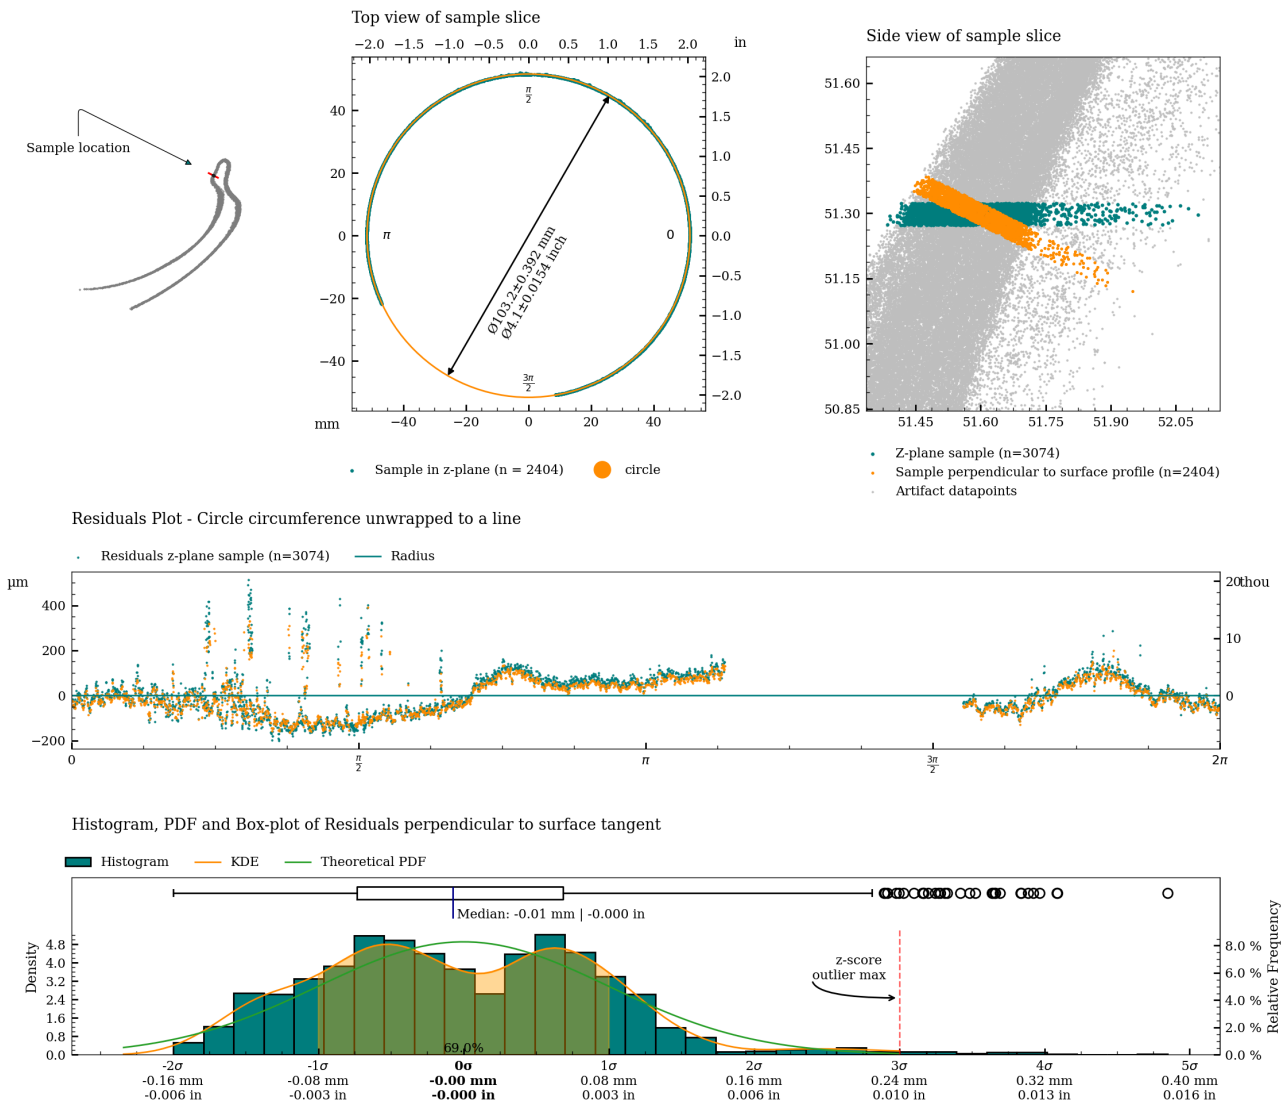 Top view of sample slice
−2.0 −1.5 −1.0 −0.5 0.0 0.5 1.0 1.5 2.0 in
Sample location
π/2
π
0
3π/2
Ø103.2±0.392 mm
Ø4.1±0.0154 inch
40
20
0
−20
−40
2.0
1.5
1.0
0.5
0.0
−0.5
−1.0
−1.5
−2.0
mm −40 −20 0 20 40
Sample in z-plane (n = 2404) circle
Side view of sample slice
51.66
51.45
51.30
51.15
51.00
50.85
51.45 51.60 51.75 51.90 52.05
Z-plane sample (n=3074)
Sample perpendicular to surface profile (n=2404)
Artifact datapoints
Residuals Plot - Circle circumference unwrapped to a line
Residuals z-plane sample (n=3074) Radius
µm
400
200
0
−200
20 thou
10
0
0 π/2 π 3π/2 2π
Histogram, PDF and Box-plot of Residuals perpendicular to surface tangent
Histogram KDE Theoretical PDF
Median: -0.01 mm | -0.000 in
z-score
outlier max
Density
4.8
4.0
3.2
2.4
1.6
0.8
0.0
Relative Frequency
8.0 %
6.0 %
4.0 %
2.0 %
0.0 %
69.0%
-2σ -1σ 0σ 1σ 2σ 3σ 4σ 5σ
-0.16 mm -0.08 mm -0.00 mm 0.08 mm 0.16 mm 0.24 mm 0.32 mm 0.40 mm
-0.006 in -0.003 in -0.000 in 0.003 in 0.006 in 0.010 in 0.013 in 0.016 in